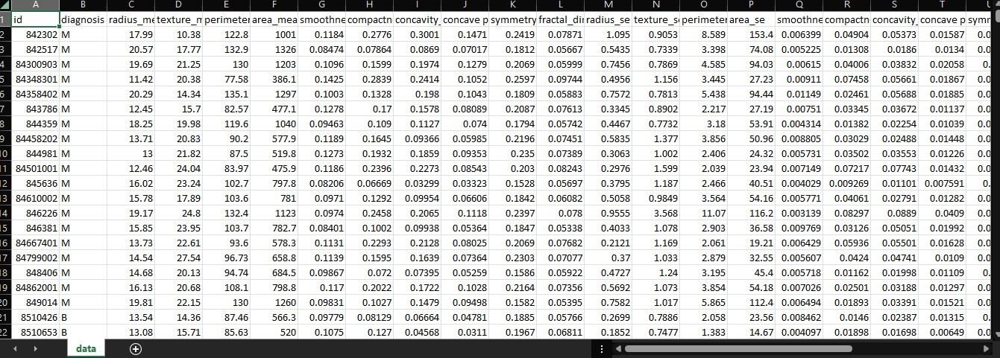 A B C D E F G H I J K L M N O P Q R S T U
1 id diagnosis radius_me texture_n perimeter area_mea smoothne compactn concavity_ concave p symmetry fractal_di radius_se texture_s perimeter area_se smoothne compactn concavity_ concave p symr
2 842302 M 17.99 10.38 122.8 1001 0.1184 0.2776 0.3001 0.1471 0.2419 0.07871 1.095 0.9053 8.589 153.4 0.006399 0.04904 0.05373 0.01587 0.0
3 842517 M 20.57 17.77 132.9 1326 0.08474 0.07864 0.0869 0.07017 0.1812 0.05667 0.5435 0.7339 3.398 74.08 0.005225 0.01308 0.0186 0.0134 0.0
4 84300903 M 19.69 21.25 130 1203 0.1096 0.1599 0.1974 0.1279 0.2069 0.05999 0.7456 0.7869 4.585 94.03 0.00615 0.04006 0.03832 0.02058 0.
5 84348301 M 11.42 20.38 77.58 386.1 0.1425 0.2839 0.2414 0.1052 0.2597 0.09744 0.4956 1.156 3.445 27.23 0.00911 0.07458 0.05661 0.01867 0.0
6 84358402 M 20.29 14.34 135.1 1297 0.1003 0.1328 0.198 0.1043 0.1809 0.05883 0.7572 0.7813 5.438 94.44 0.01149 0.02461 0.05688 0.01885 0.0
7 843786 M 12.45 15.7 82.57 477.1 0.1278 0.17 0.1578 0.08089 0.2087 0.07613 0.3345 0.8902 2.217 27.19 0.00751 0.03345 0.03672 0.01137 0.0
8 844359 M 18.25 19.98 119.6 1040 0.09463 0.109 0.1127 0.074 0.1794 0.05742 0.4467 0.7732 3.18 53.91 0.004314 0.01382 0.02254 0.01039 0.0
9 84458202 M 13.71 20.83 90.2 577.9 0.1189 0.1645 0.09366 0.05985 0.2196 0.07451 0.5835 1.377 3.856 50.96 0.008805 0.03029 0.02488 0.01448 0.0
10 844981 M 13 21.82 87.5 519.8 0.1273 0.1932 0.1859 0.09353 0.235 0.07389 0.3063 1.002 2.406 24.32 0.005731 0.03502 0.03553 0.01226 0.0
11 84501001 M 12.46 24.04 83.97 475.9 0.1186 0.2396 0.2273 0.08543 0.203 0.08243 0.2976 1.599 2.039 23.94 0.007149 0.07217 0.07743 0.01432 0.0
12 845636 M 16.02 23.24 102.7 797.8 0.08206 0.06669 0.03299 0.03323 0.1528 0.05697 0.3795 1.187 2.466 40.51 0.004029 0.009269 0.01101 0.007591 0.
13 84610002 M 15.78 17.89 103.6 781 0.0971 0.1292 0.09954 0.06606 0.1842 0.06082 0.5058 0.9849 3.564 54.16 0.005771 0.04061 0.02791 0.01282 0.0
14 846226 M 19.17 24.8 132.4 1123 0.0974 0.2458 0.2065 0.1118 0.2397 0.078 0.9555 3.568 11.07 116.2 0.003139 0.08297 0.0889 0.0409 0.0
15 846381 M 15.85 23.95 103.7 782.7 0.08401 0.1002 0.09938 0.05364 0.1847 0.05338 0.4033 1.078 2.903 36.58 0.009769 0.03126 0.05051 0.01992 0.0
16 84667401 M 13.73 22.61 93.6 578.3 0.1131 0.2293 0.2128 0.08025 0.2069 0.07682 0.2121 1.169 2.061 19.21 0.006429 0.05936 0.05501 0.01628 0.0
17 84799002 M 14.54 27.54 96.73 658.8 0.1139 0.1595 0.1639 0.07364 0.2303 0.07077 0.37 1.033 2.879 32.55 0.005607 0.0424 0.04741 0.0109 0.0
18 848406 M 14.68 20.13 94.74 684.5 0.09867 0.072 0.07395 0.05259 0.1586 0.05922 0.4727 1.24 3.195 45.4 0.005718 0.01162 0.01998 0.01109 0.
19 84862001 M 16.13 20.68 108.1 798.8 0.117 0.2022 0.1722 0.1028 0.2164 0.07356 0.5692 1.073 3.854 54.18 0.007026 0.02501 0.03188 0.01297 0.0
20 849014 M 19.81 22.15 130 1260 0.09831 0.1027 0.1479 0.09498 0.1582 0.05395 0.7582 1.017 5.865 112.4 0.006494 0.01893 0.03391 0.01521 0.0
21 8510426 B 13.54 14.36 87.46 566.3 0.09779 0.08129 0.06664 0.04781 0.1885 0.05766 0.2699 0.7886 2.058 23.56 0.008462 0.0146 0.02387 0.01315 0.
22 8510653 B 13.08 15.71 85.63 520 0.1075 0.127 0.04568 0.0311 0.1967 0.06811 0.1852 0.7477 1.383 14.67 0.004097 0.01898 0.01698 0.00649 0.0
data